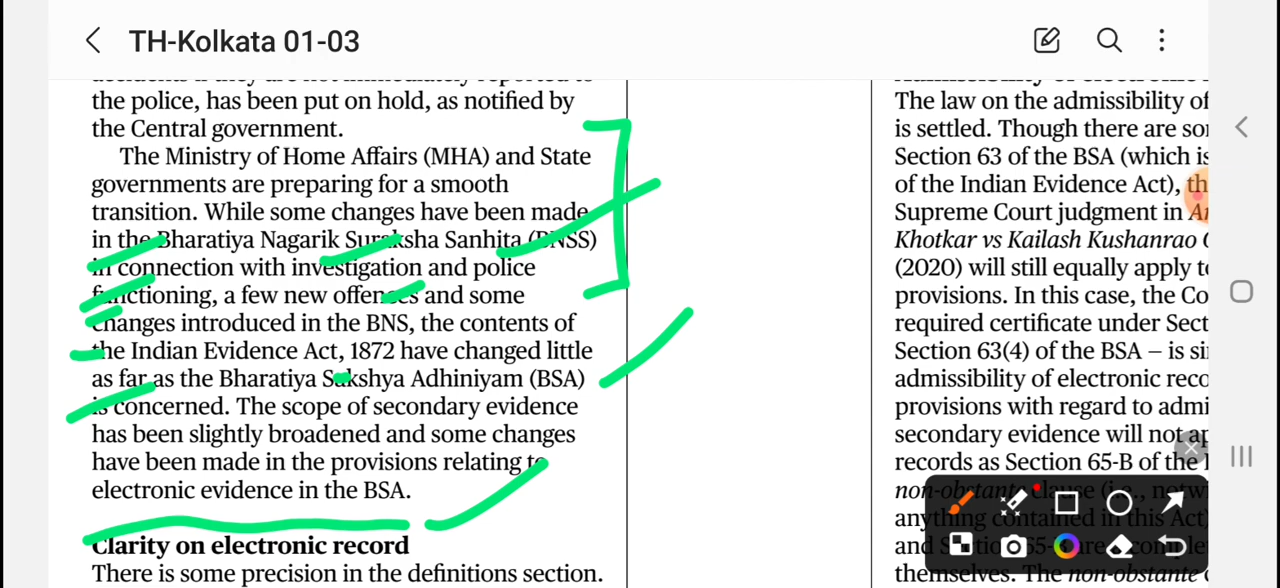 TH-Kolkata 01-03
the police, has been put on hold, as notified by
the Central government.
The Ministry of Home Affairs (MHA) and State
governments are preparing for a smooth
transition. While some changes have been made
in the Bharatiya Nagarik Suraksha Sanhita (BNSS)
in connection with investigation and police
functioning, a few new offences and some
changes introduced in the BNS, the contents of
the Indian Evidence Act, 1872 have changed little
as far as the Bharatiya Sakshya Adhiniyam (BSA)
is concerned. The scope of secondary evidence
has been slightly broadened and some changes
have been made in the provisions relating to
electronic evidence in the BSA.
Clarity on electronic record
There is some precision in the definitions section.
The law on the admissibility of
is settled. Though there are
Section 63 of the BSA (which is
of the Indian Evidence Act),
Supreme Court judgment in
Khotkar vs Kailash Kushanrao
(2020) will still equally apply
provisions. In this case, the
required certificate under
Section 63(4) of the BSA – is
admissibility of electronic
provisions with regard to
secondary evidence will not
records as Section 65-B of the
non-obstante clause (i.e.,
anything contained in this Act)
and
themselves. The non-obstante